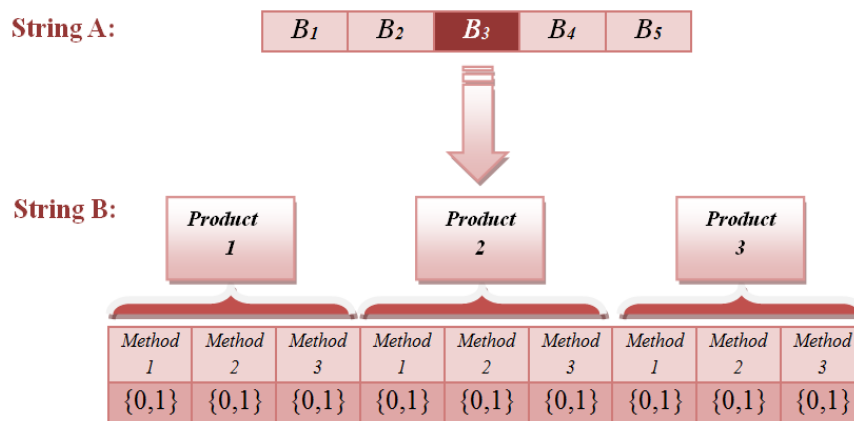 String A:
B1 B2 B3 B4 B5
String B:
Product 1
Product 2
Product 3
Method 1 Method 2 Method 3 Method 1 Method 2 Method 3 Method 1 Method 2 Method 3
{0,1} {0,1} {0,1} {0,1} {0,1} {0,1} {0,1} {0,1} {0,1}